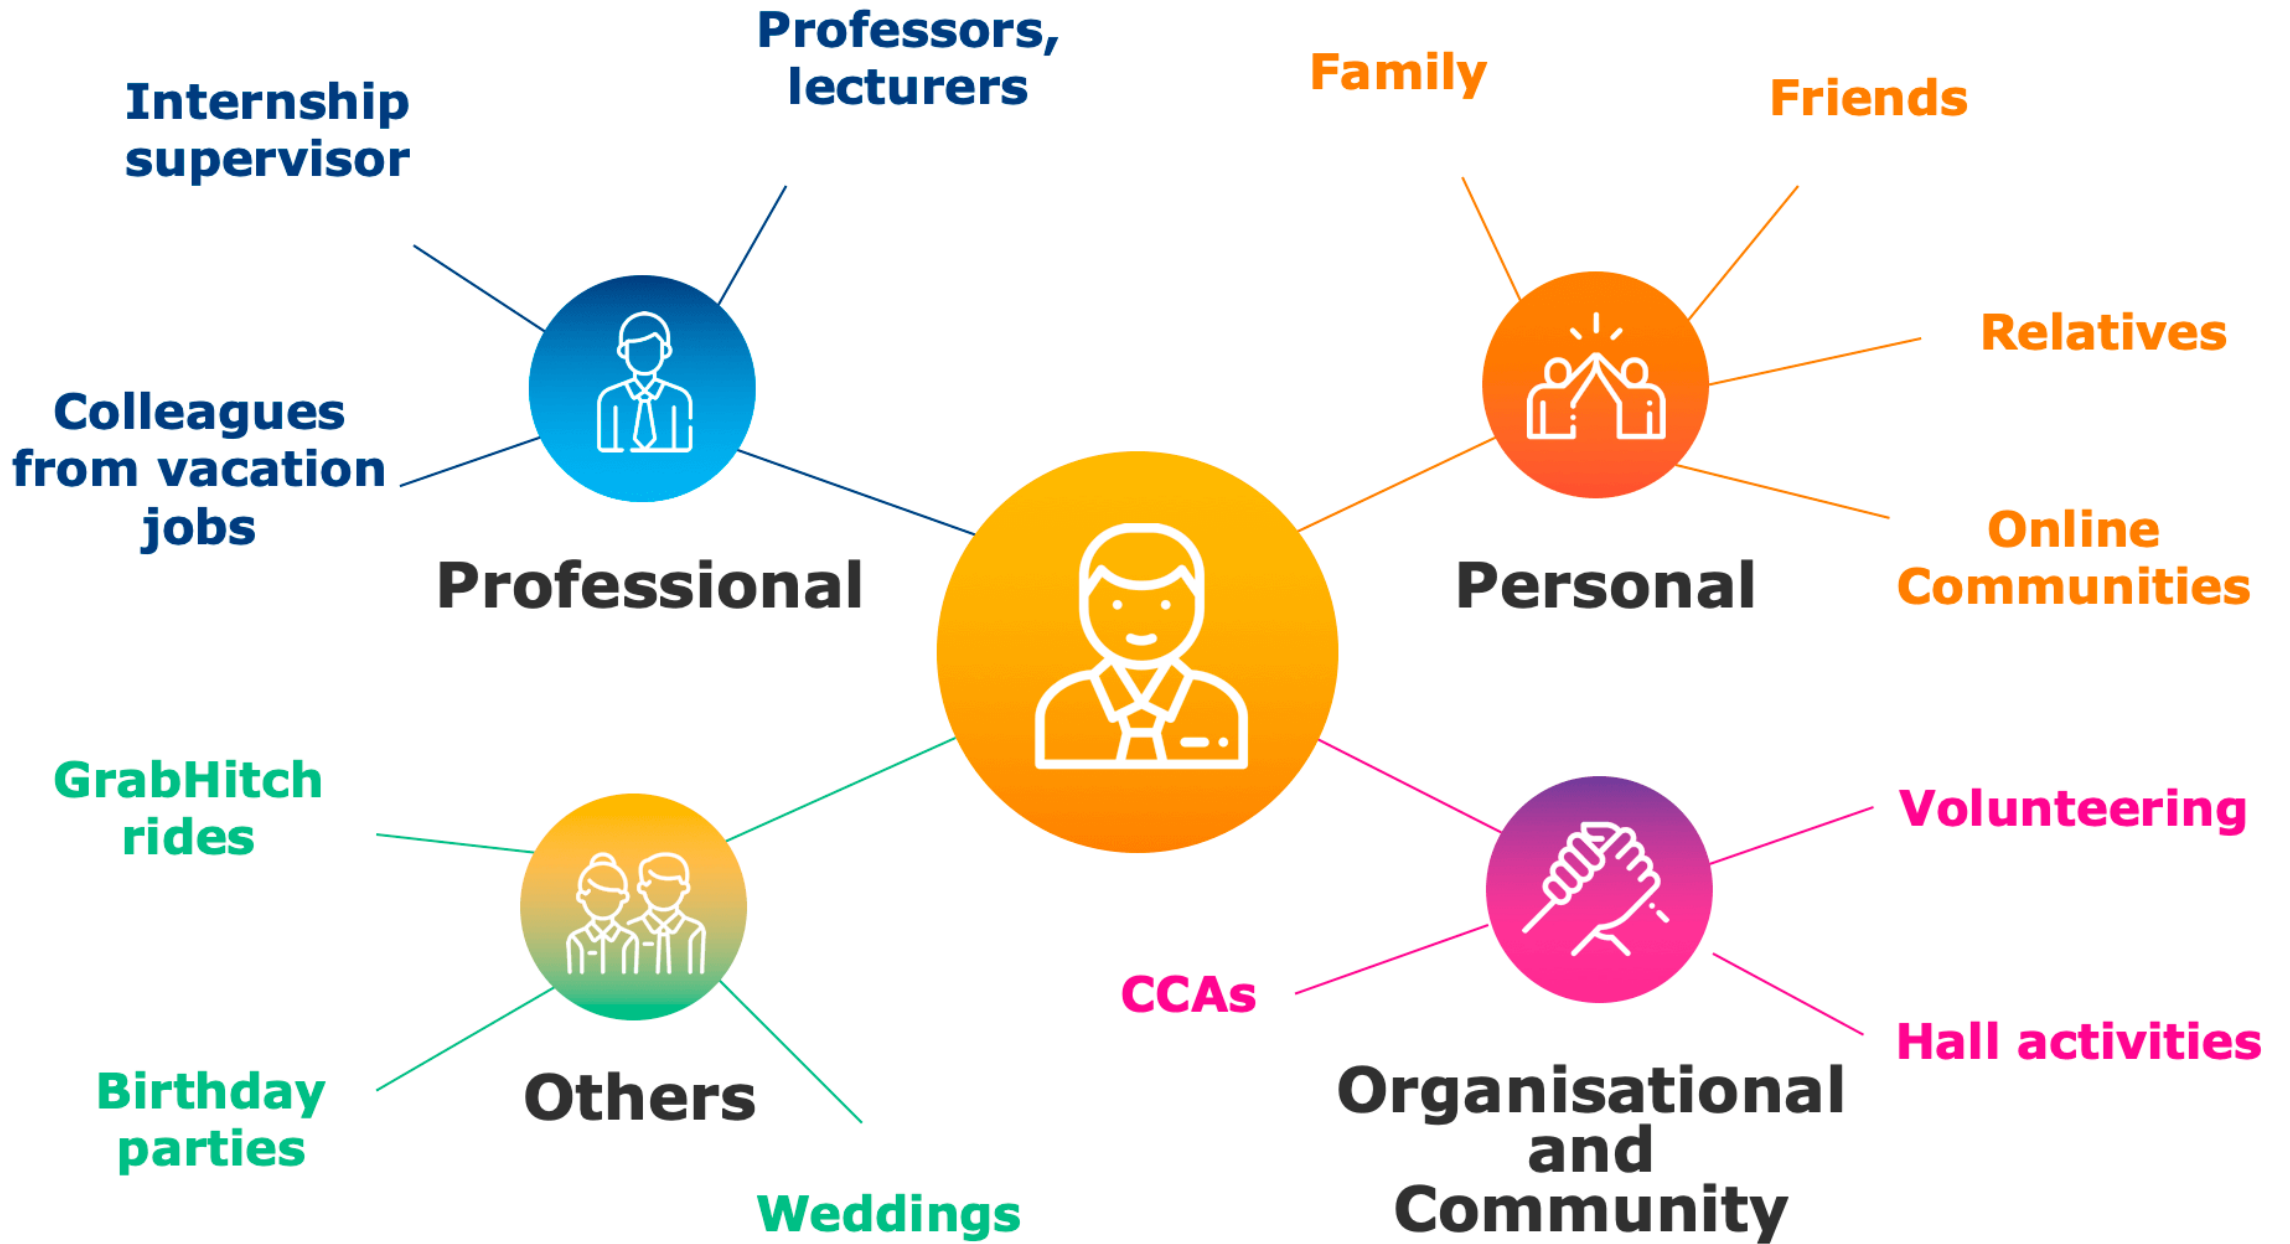 Professors,
lecturers
Internship
supervisor
Colleagues
from vacation
jobs
Professional
Family
Friends
Relatives
Online
Communities
Personal
GrabHitch
rides
Birthday
parties
Weddings
Others
Volunteering
CCAs
Hall activities
Organisational
and
Community